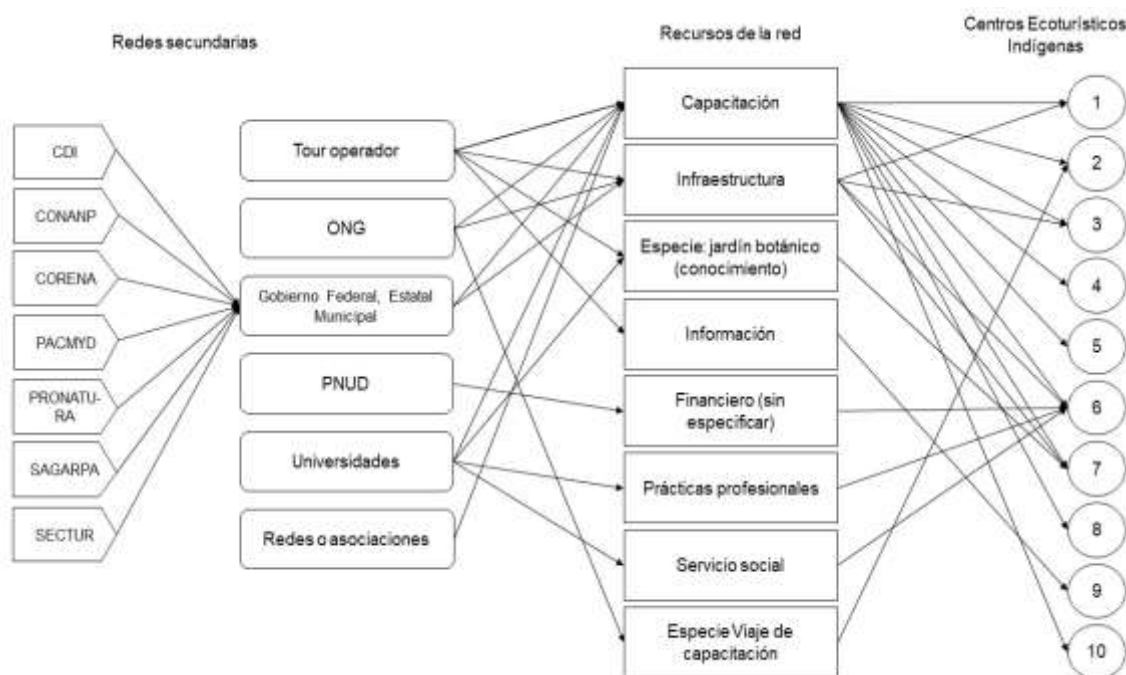 Redes secundarias
Recursos de la red
Centros Ecoturísticos
Indígenas
CDI
CONANP
CORENA
PACMYD
PRONATU-
RA
SAGARPA
SECTUR
Tour operador
ONG
Gobierno Federal, Estatal
Municipal
PNUD
Universidades
Redes o asociaciones
Capacitación
Infraestructura
Especie: jardín botánico
(conocimiento)
Información
Financiero (sin
especificar)
Prácticas profesionales
Servicio social
Especie Viaje de
capacitación
1
2
3
4
5
6
7
8
9
10